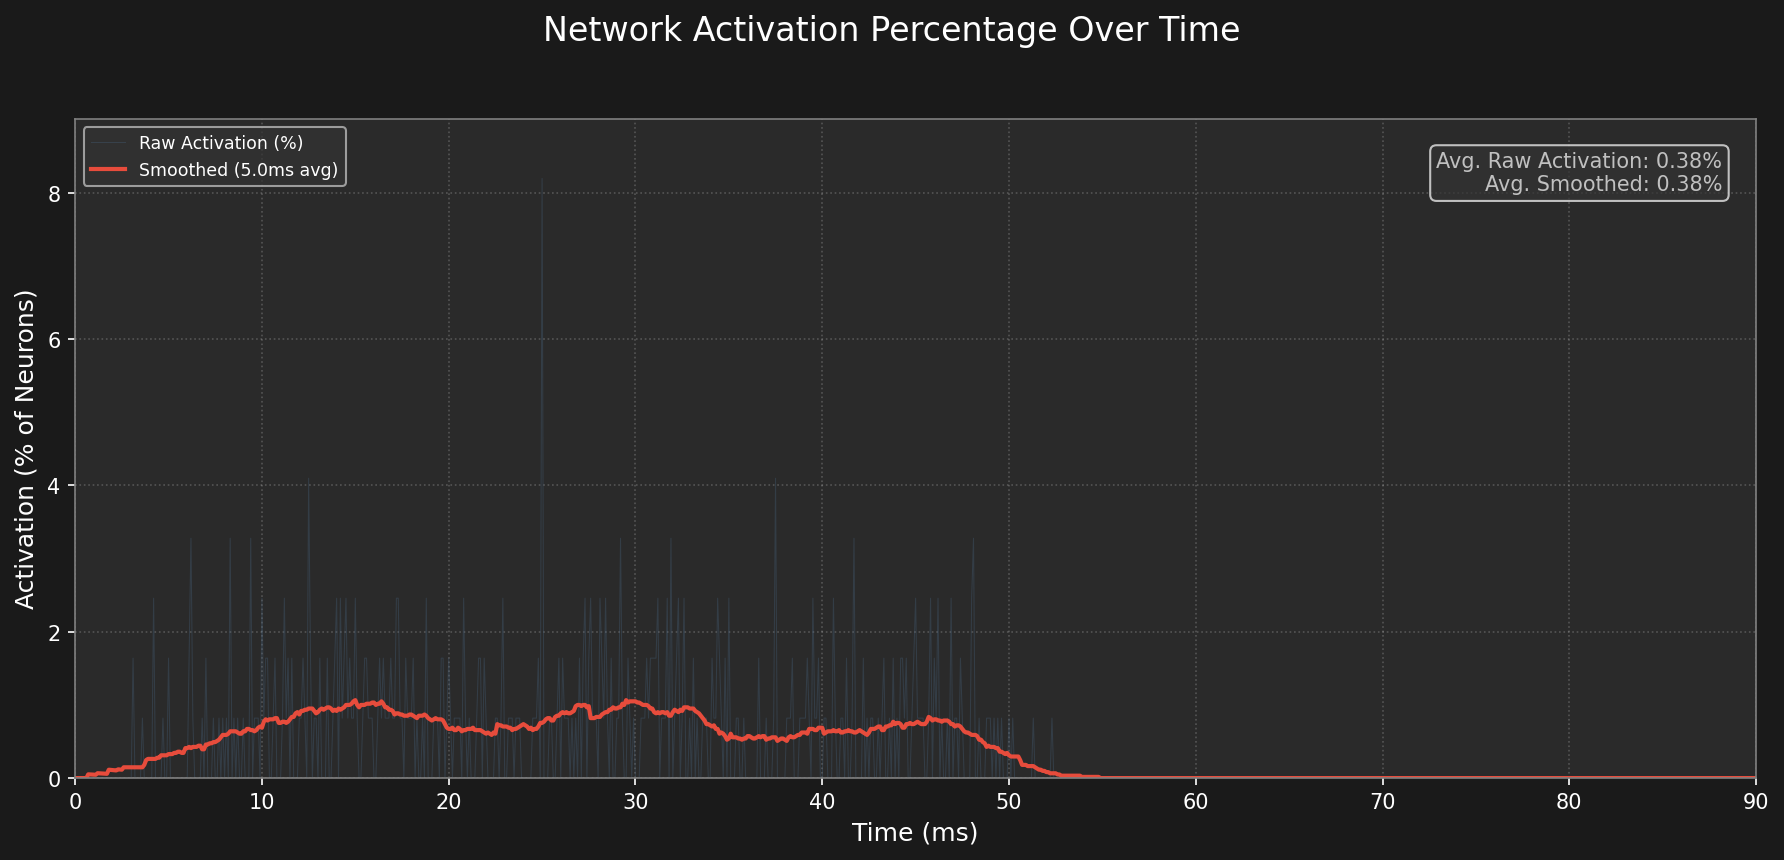 Network Activation Percentage Over Time
Raw Activation (%)
Smoothed (5.0ms avg)
Avg. Raw Activation: 0.38%
Avg. Smoothed: 0.38%
Activation (% of Neurons)
8
6
4
2
0
0 10 20 30 40 50 60 70 80 90
Time (ms)